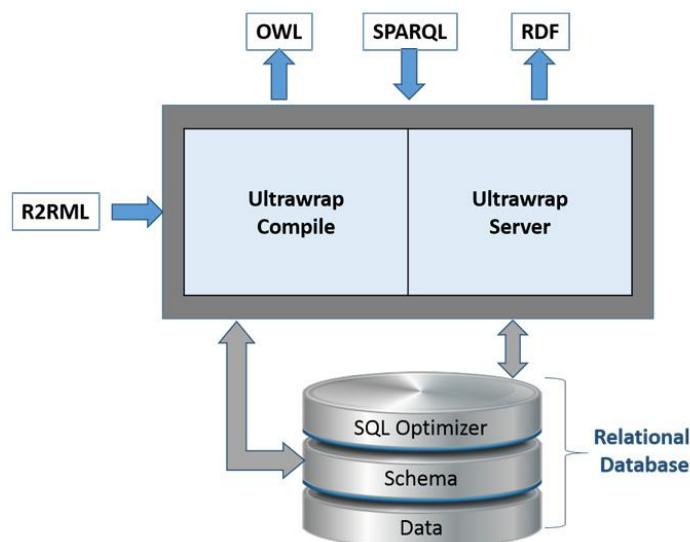 OWL
SPARQL
RDF
R2RML
Ultrawrap
Compile
Ultrawrap
Server
SQL Optimizer
Schema
Data
Relational
Database